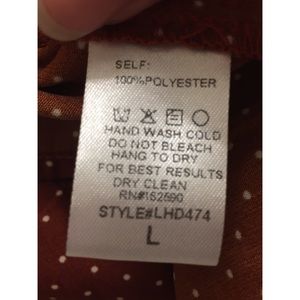 SELF:
100%POLYESTER
HAND WASH COLD
DO NOT BLEACH
HANG TO DRY
FOR BEST RESULTS
DRY CLEAN
RN#152590
STYLE#LHD474
L